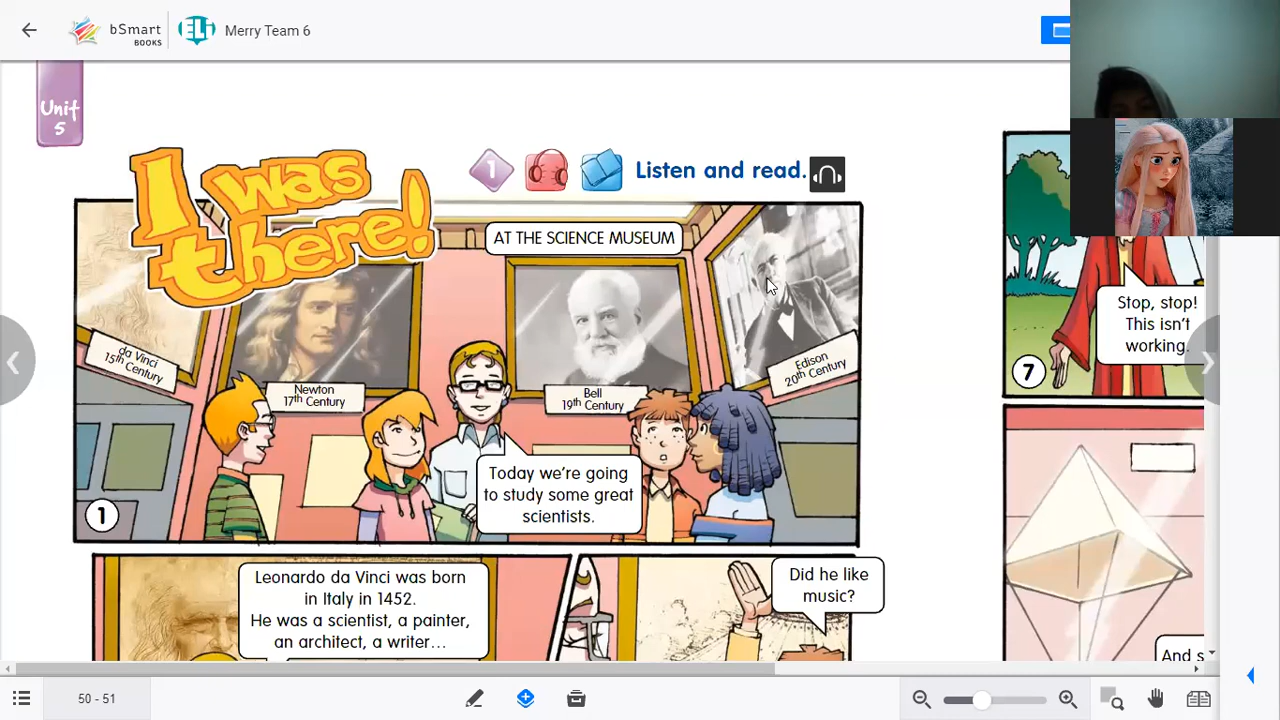 bSmart
BOOKS
ELi
Merry Team 6
Unit
5
I was
there!
1
Listen and read.
AT THE SCIENCE MUSEUM
da Vinci
15th Century
Newton
17th Century
Bell
19th Century
Edison
20th Century
Today we're going
to study some great
scientists.
1
Leonardo da Vinci was born
in Italy in 1452.
He was a scientist, a painter,
an architect, a writer...
Did he like
music?
Stop, stop!
This isn't
working.
7
And s
50 - 51